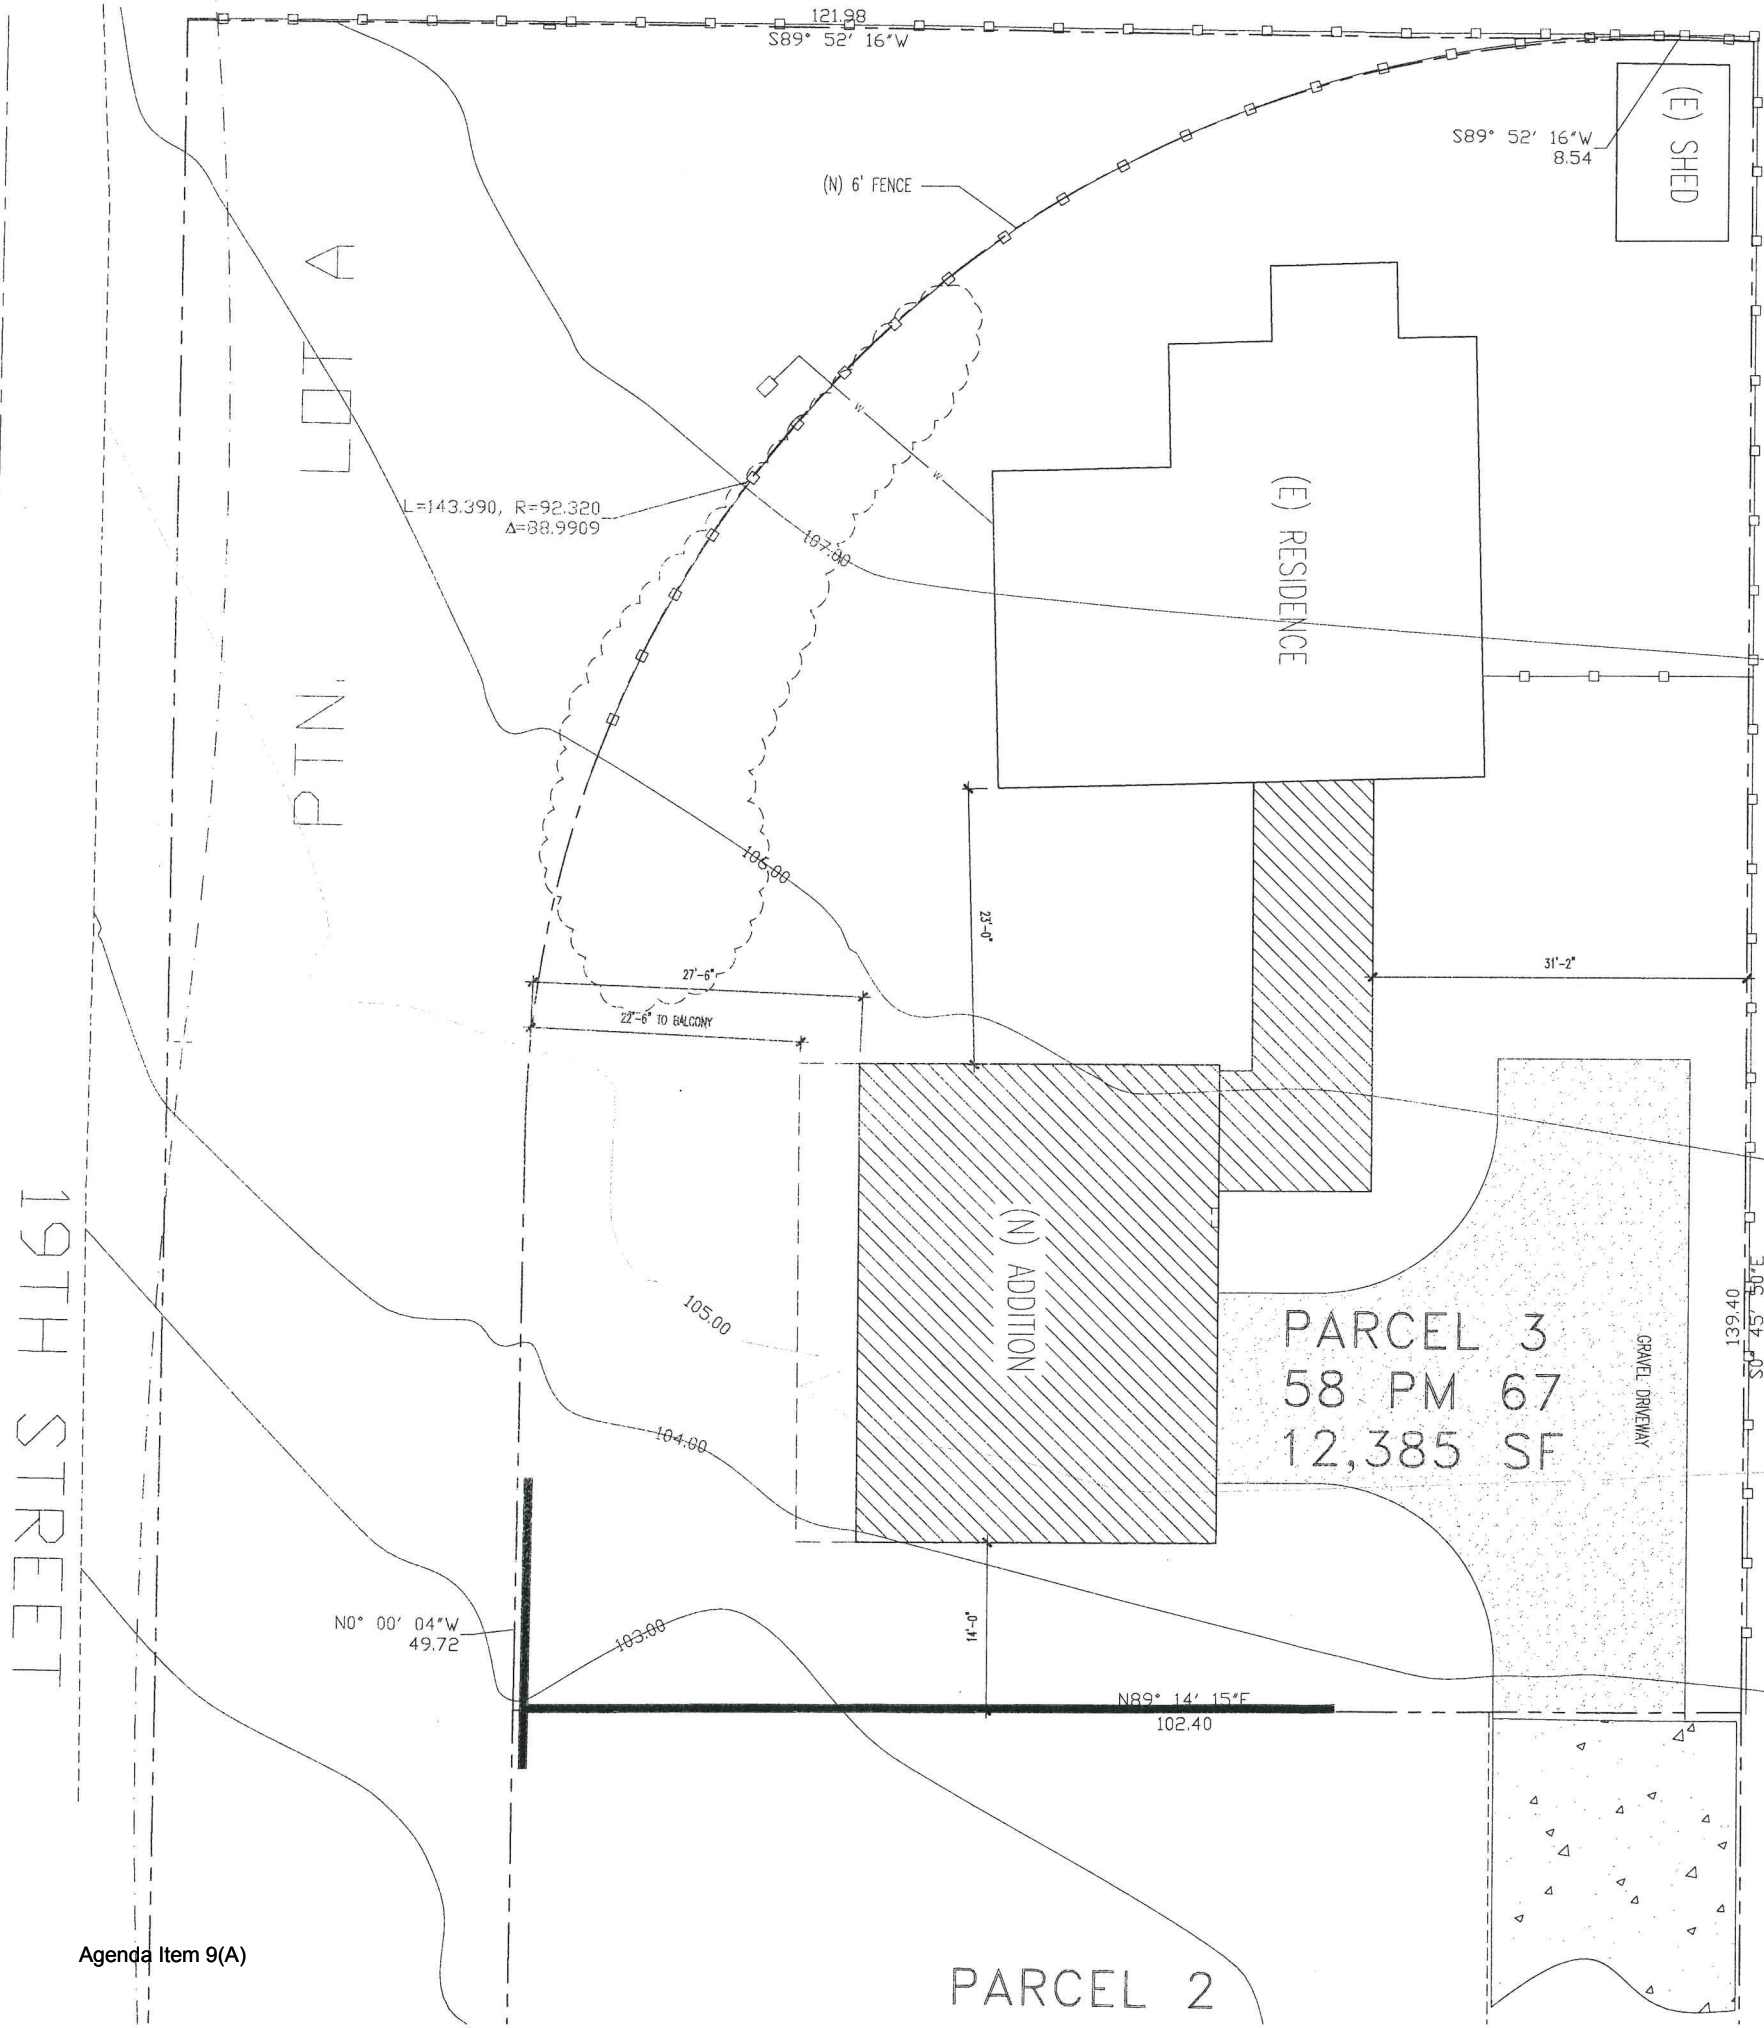 121.98
S89° 52' 16"W
(E) SHED
S89° 52' 16"W
8.54
(N) 6' FENCE
PTN. LOT A
W
W
L=143.390, R=92.320
Δ=88.9909
107.00
(E) RESIDENCE
106.00
23'-0"
27'-6"
31'-2"
22'-6" TO BALCONY
(N) ADDITION
105.00
PARCEL 3
58 PM 67
12,385 SF
GRAVEL DRIVEWAY
139.40
S0° 45' 50"E
19TH STREET
104.00
N0° 00' 04"W
49.72
103.00
14'-0"
N89° 14' 15"E
102.40
Agenda Item 9(A)
PARCEL 2